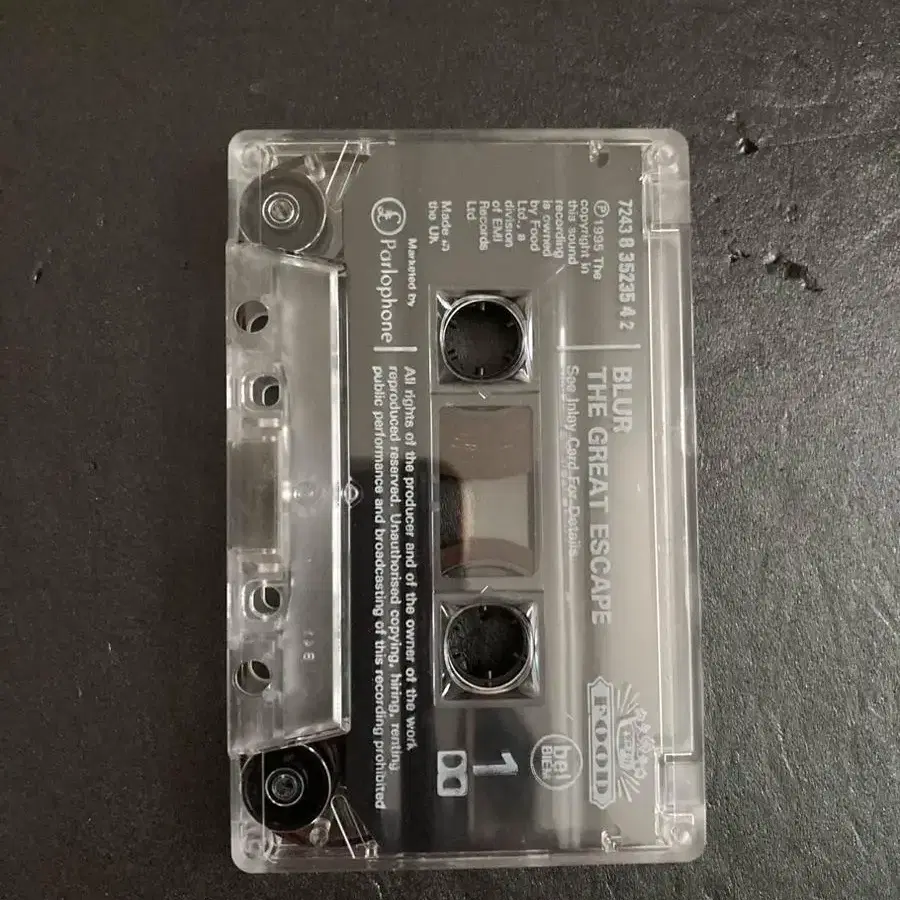 7243 8 35235 4 2
BLUR
THE GREAT ESCAPE
See Inlay Card For Details
℗1995 The
copyright in
this sound
recording
is owned
by Food
Ltd., a
division
of EMI
Records
Ltd
Made in
the UK
Marketed by
£ Parlophone
All rights of the producer and of the owner of the work
reproduced reserved. Unauthorised copying, hiring, renting
public performance and broadcasting of this recording prohibited
FOOD
bel
BIEM
1